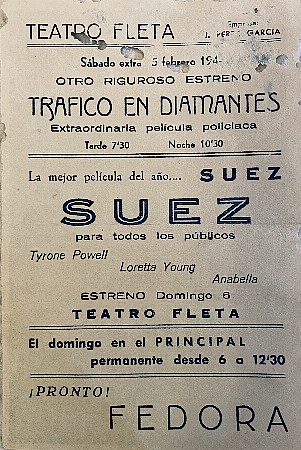 TEATRO FLETA
Empresa:
J. PEREZ GARCIA
Sábado extra 5 febrero 194
OTRO RIGUROSO ESTRENO
TRAFICO EN DIAMANTES
Extraordinaria película policiaca
Tarde 7'30 Noche 10'30
La mejor película del año.... SUEZ
SUEZ
para todos los públicos
Tyrone Powell
Loretta Young
Anabella
ESTRENO Domingo 6
TEATRO FLETA
El domingo en el PRINCIPAL
permanente desde 6 a 12'30
¡PRONTO!
FEDORA